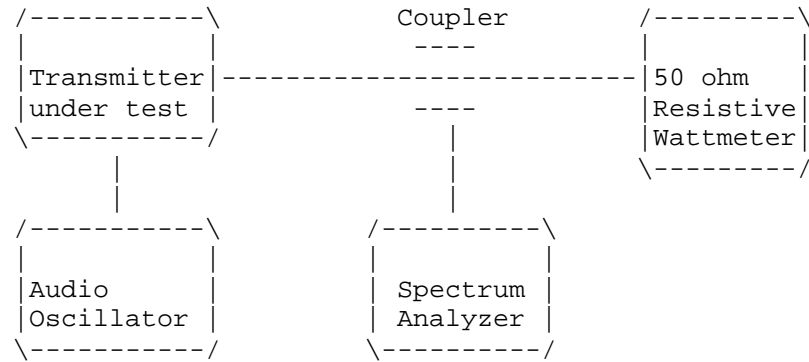 Coupler
Transmitter
under test
50 ohm
Resistive
Wattmeter
Audio
Oscillator
Spectrum
Analyzer